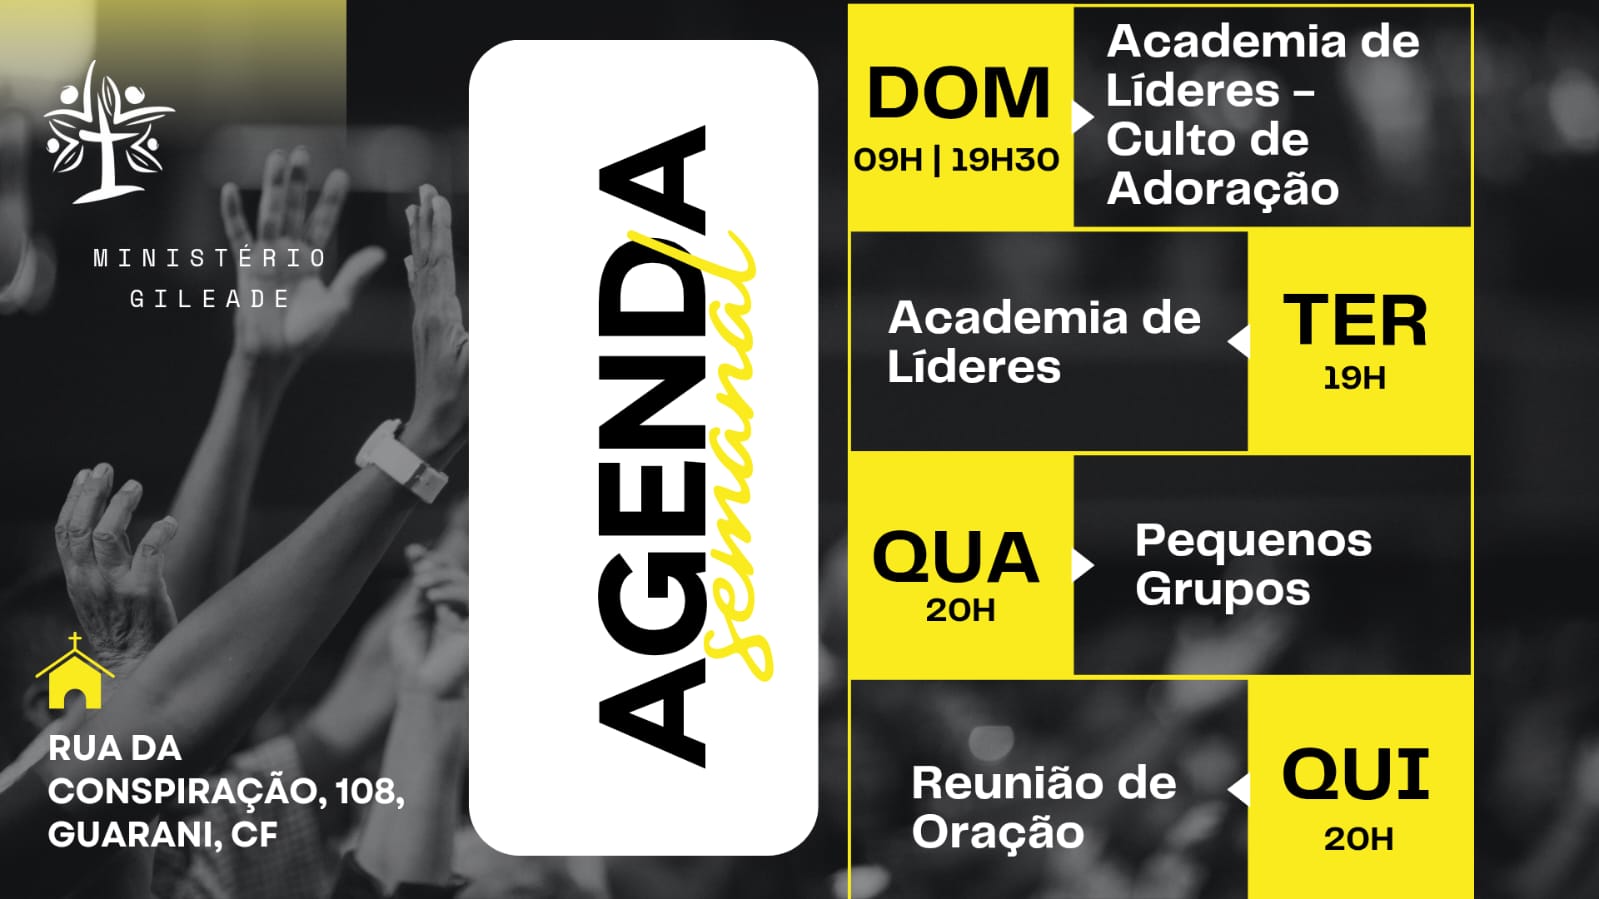 MINISTÉRIO
GILEADE
RUA DA
CONSPIRAÇÃO, 108,
GUARANI, CF
AGENDA
semanal
DOM
09H | 19H30
Academia de
Líderes –
Culto de
Adoração
Academia de
Líderes
TER
19H
QUA
20H
Pequenos
Grupos
Reunião de
Oração
QUI
20H